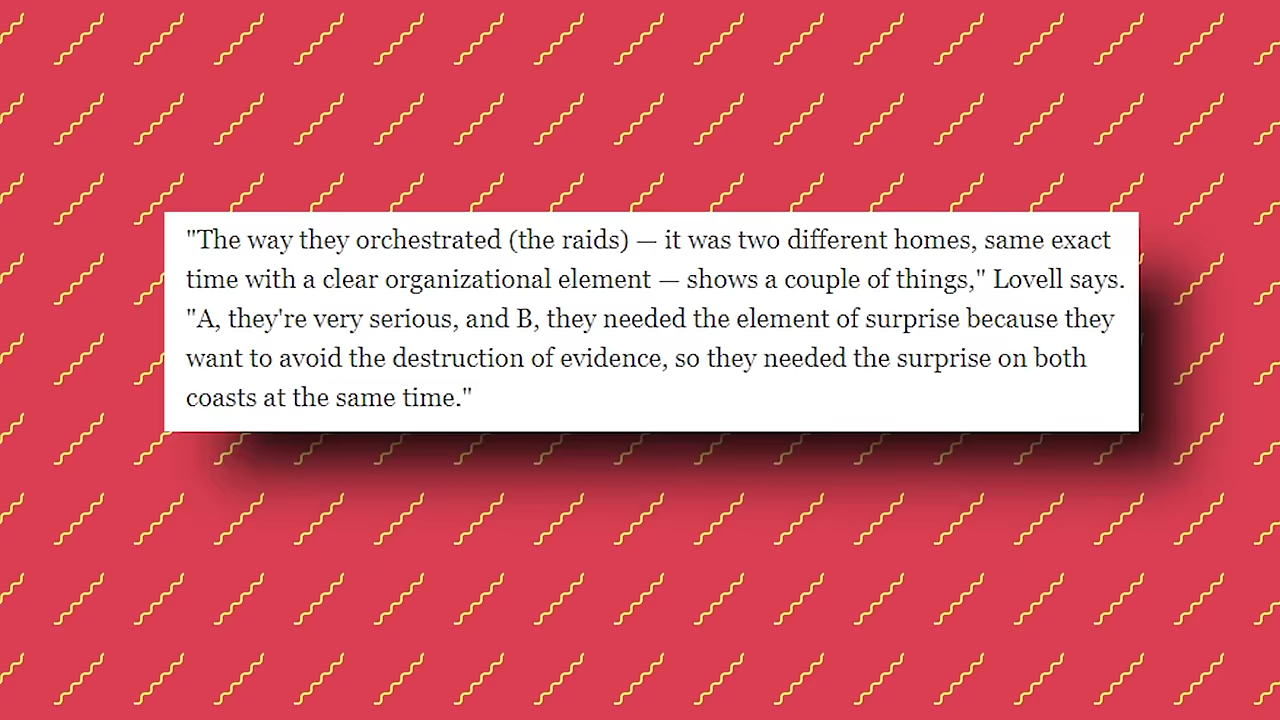 "The way they orchestrated (the raids) — it was two different homes, same exact
time with a clear organizational element — shows a couple of things," Lovell says.
"A, they're very serious, and B, they needed the element of surprise because they
want to avoid the destruction of evidence, so they needed the surprise on both
coasts at the same time."